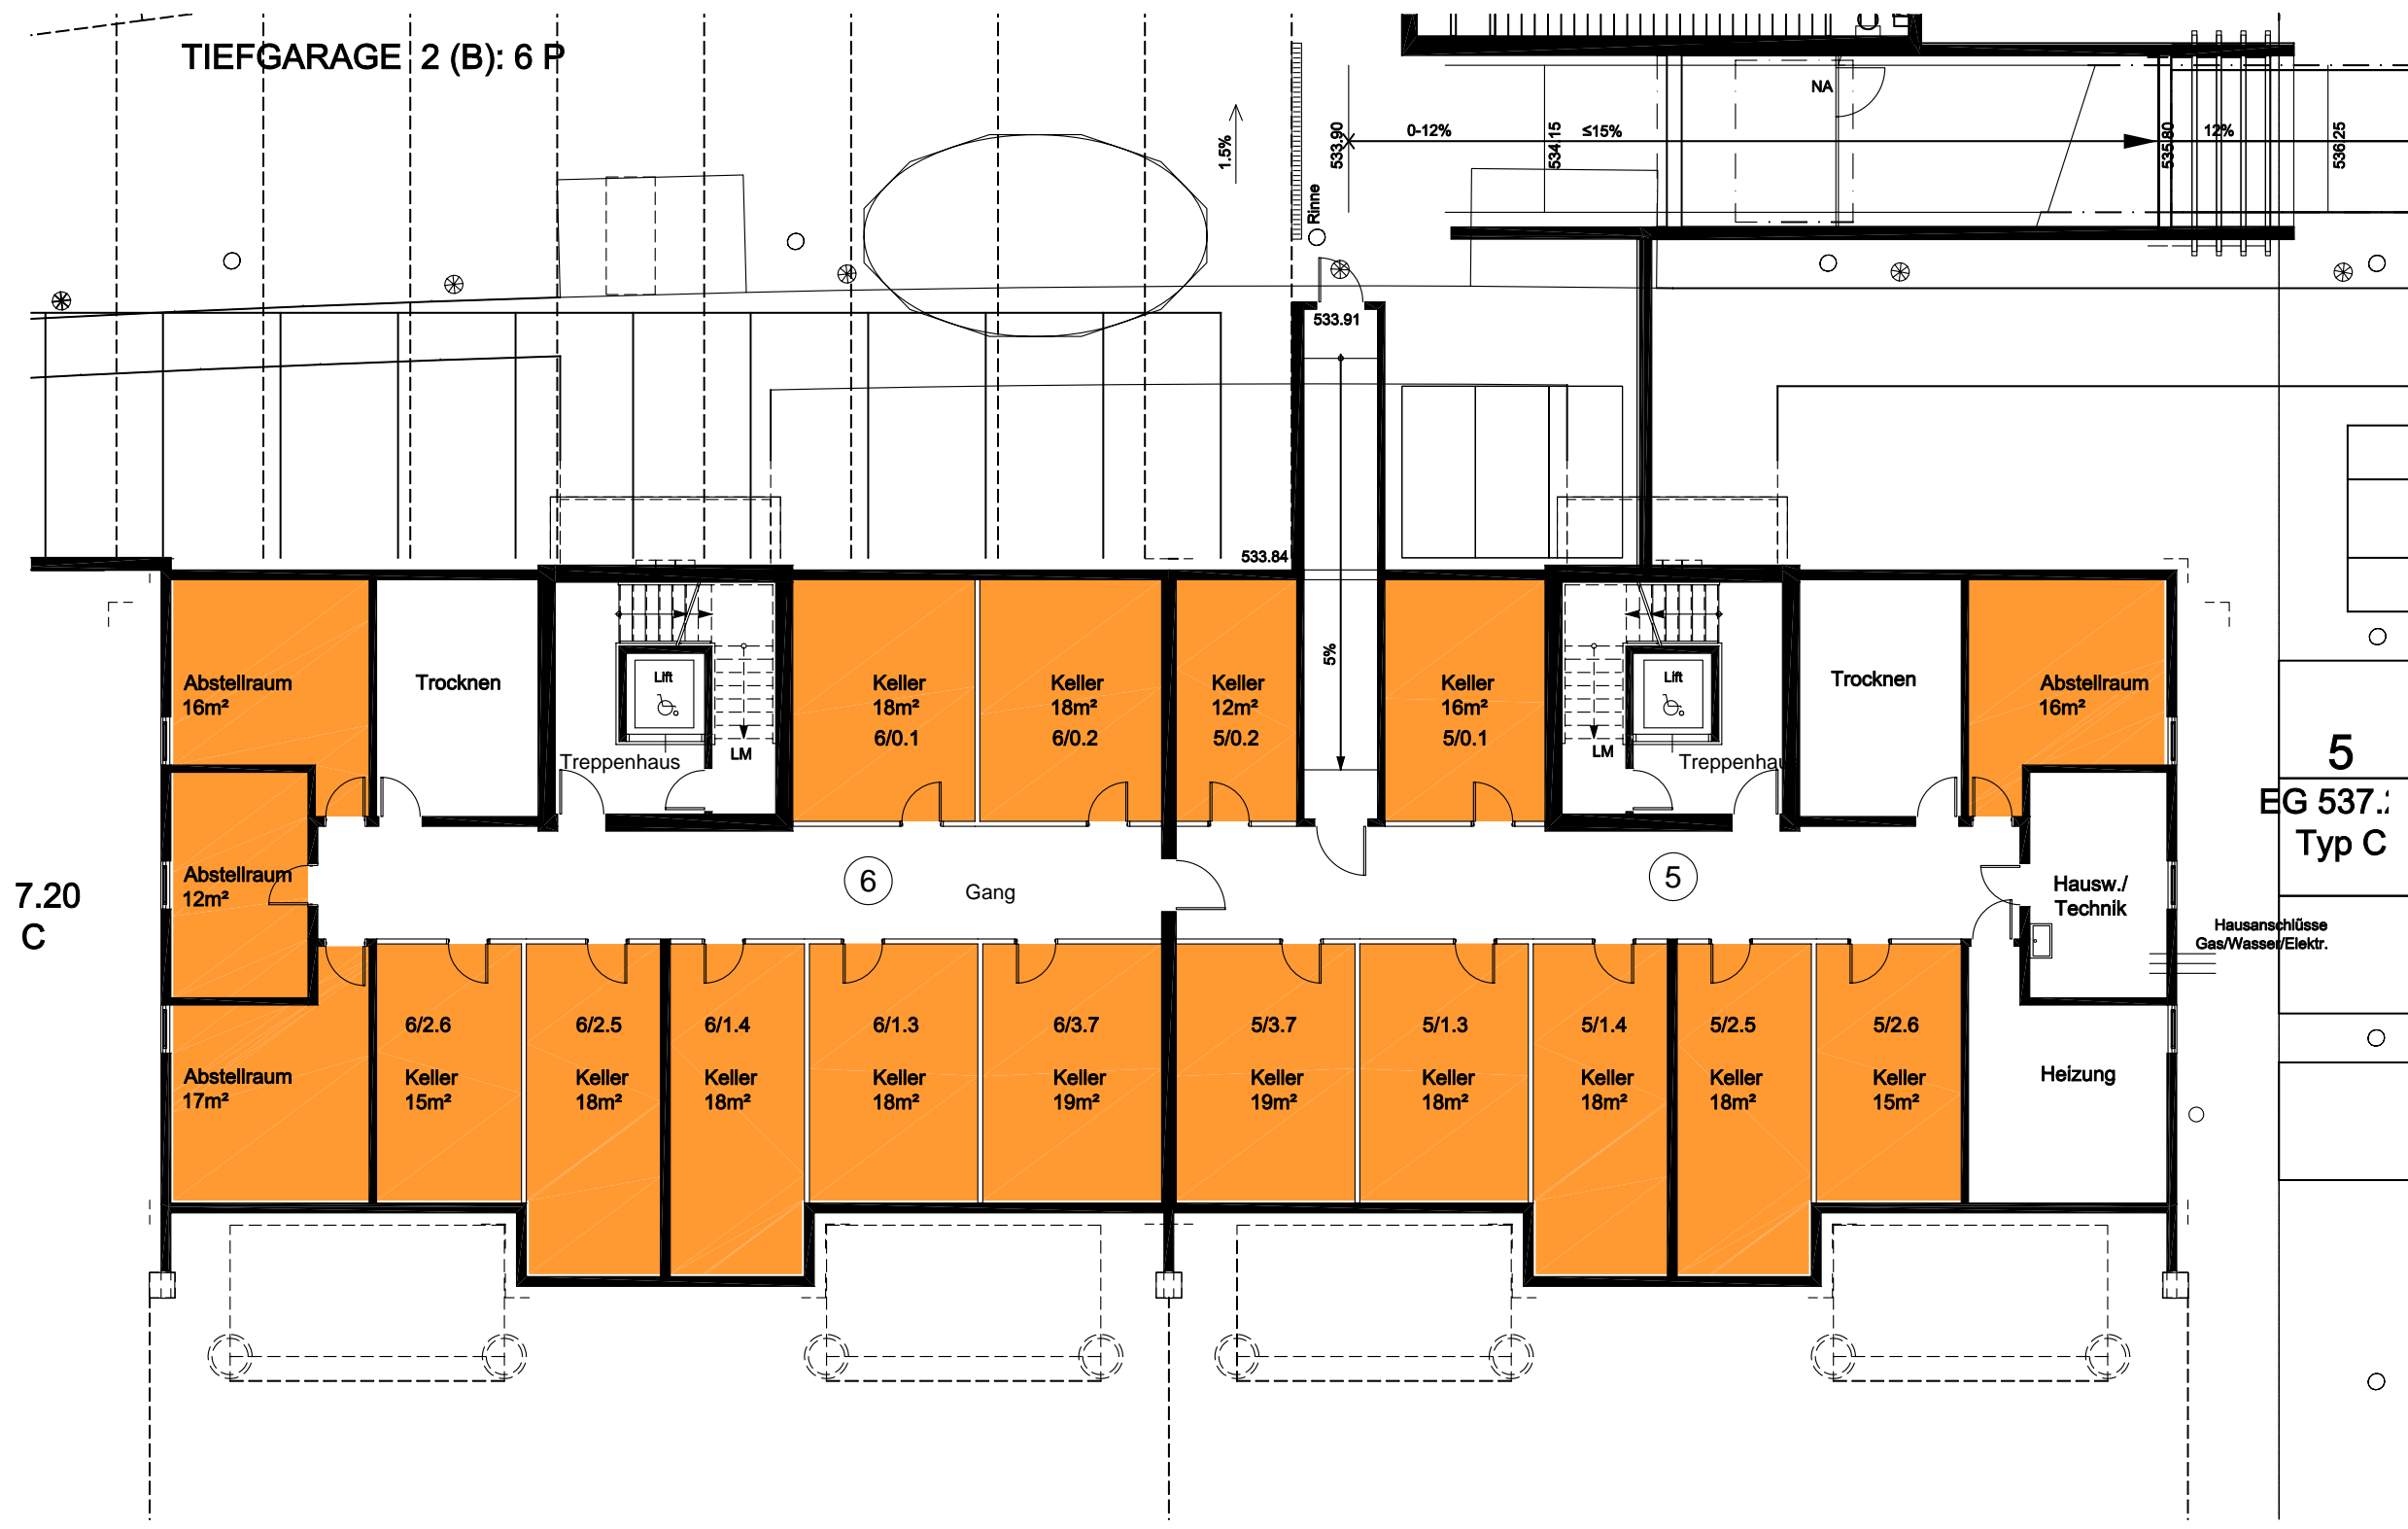 TIEFGARAGE 2 (B): 6 P
NA
0-12%
≤15%
12%
1.5%
533.90
534.15
535.80
536.25
Rinne
533.91
533.84
5%
Abstellraum
16m²
Trocknen
Lift
LM
Treppenhaus
Keller
18m²
6/0.1
Keller
18m²
6/0.2
Keller
12m²
5/0.2
Keller
16m²
5/0.1
Lift
LM
Trocknen
Abstellraum
16m²
5
EG 537.
Typ C
7.20
C
Abstellraum
12m²
6
Gang
5
Hausw./
Technik
Hausanschlüsse
Gas/Wasser/Elektr.
Abstellraum
17m²
6/2.6
Keller
15m²
6/2.5
Keller
18m²
6/1.4
Keller
18m²
6/1.3
Keller
18m²
6/3.7
Keller
19m²
5/3.7
Keller
19m²
5/1.3
Keller
18m²
5/1.4
Keller
18m²
5/2.5
Keller
18m²
5/2.6
Keller
15m²
Heizung